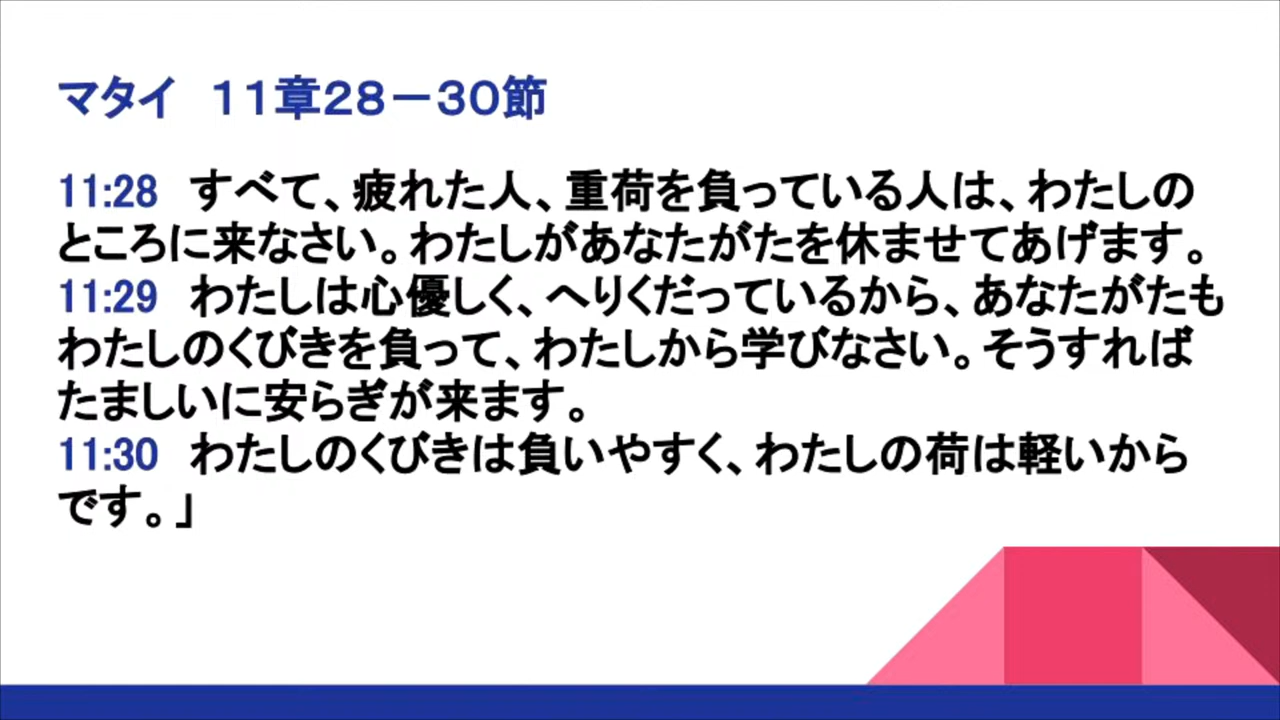 マタイ　１１章２８－３０節
11:28　すべて、疲れた人、重荷を負っている人は、わたしの
ところに来なさい。わたしがあなたがたを休ませてあげます。
11:29　わたしは心優しく、へりくだっているから、あなたがたも
わたしのくびきを負って、わたしから学びなさい。そうすれば
たましいに安らぎが来ます。
11:30　わたしのくびきは負いやすく、わたしの荷は軽いから
です。」